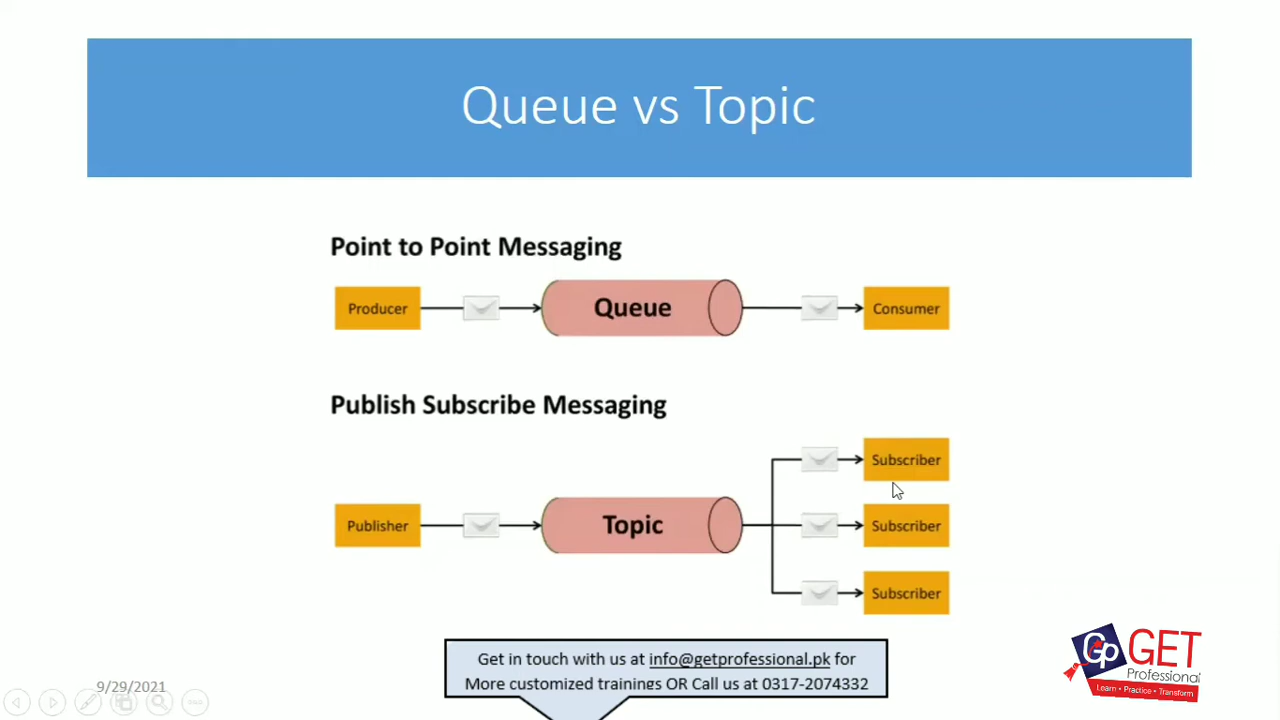 Queue vs Topic
Point to Point Messaging
Producer
Queue
Consumer
Publish Subscribe Messaging
Subscriber
Publisher
Topic
Subscriber
Subscriber
Get in touch with us at info@getprofessional.pk for
More customized trainings OR Call us at 0317-2074332
9/29/2021
Gp GET
Professional
Learn • Practice • Transform